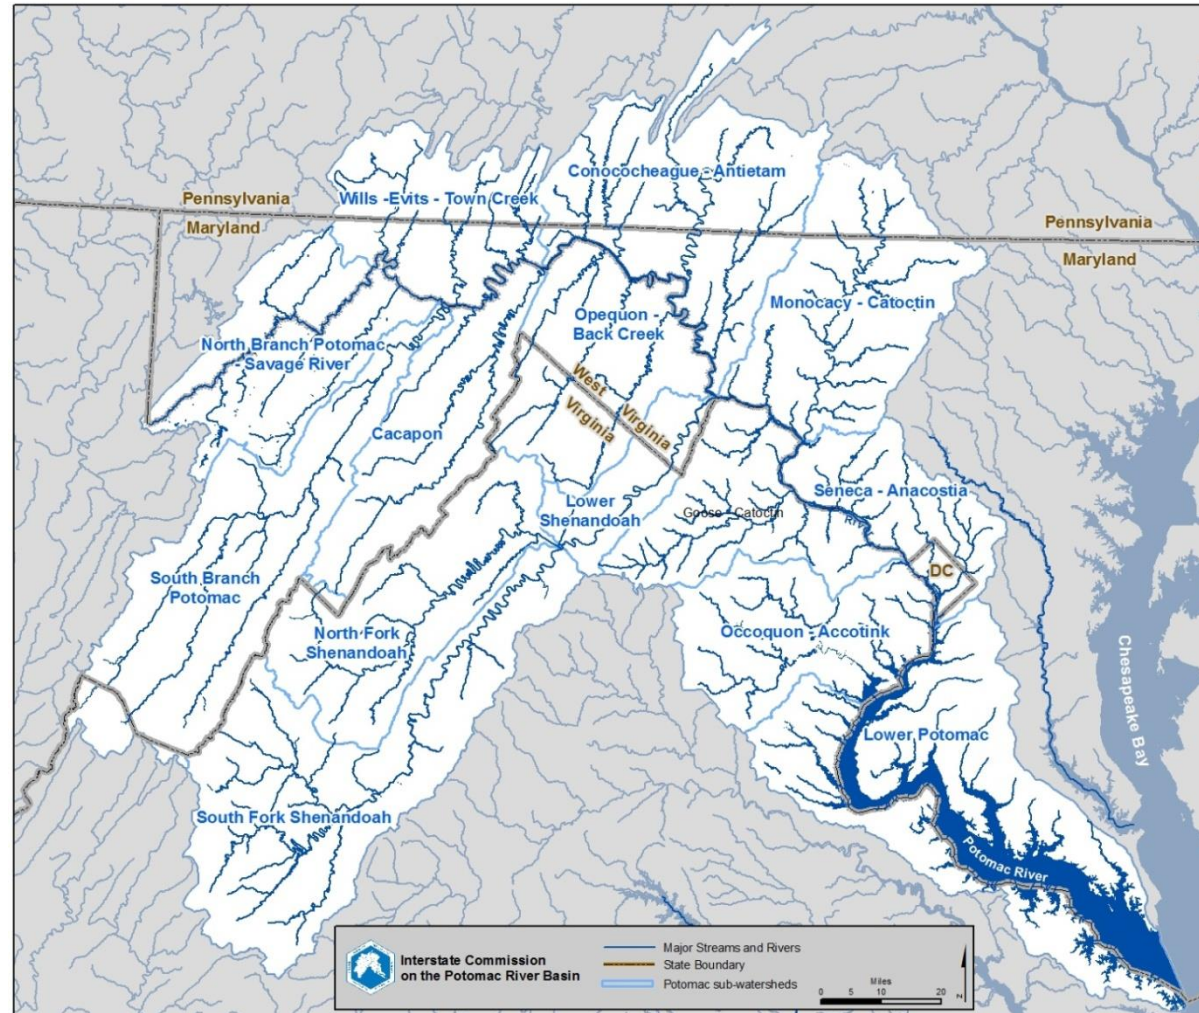 Pennsylvania
Maryland
Wills -Evits - Town Creek
Conococheague - Antietam
Pennsylvania
Maryland
Monocacy - Catoctin
Opequon -
Back Creek
North Branch Potomac
Savage River
West Virginia
Virginia
Cacapon
Lower
Shenandoah
Seneca - Anacostia
Goose - Catoctin
DC
South Branch
Potomac
North Fork
Shenandoah
Occoquon - Accotink
Chesapeake Bay
Lower Potomac
South Fork Shenandoah
Potomac River
Interstate Commission
on the Potomac River Basin
Major Streams and Rivers
State Boundary
Potomac sub-watersheds
Miles
0 5 10 20
Z